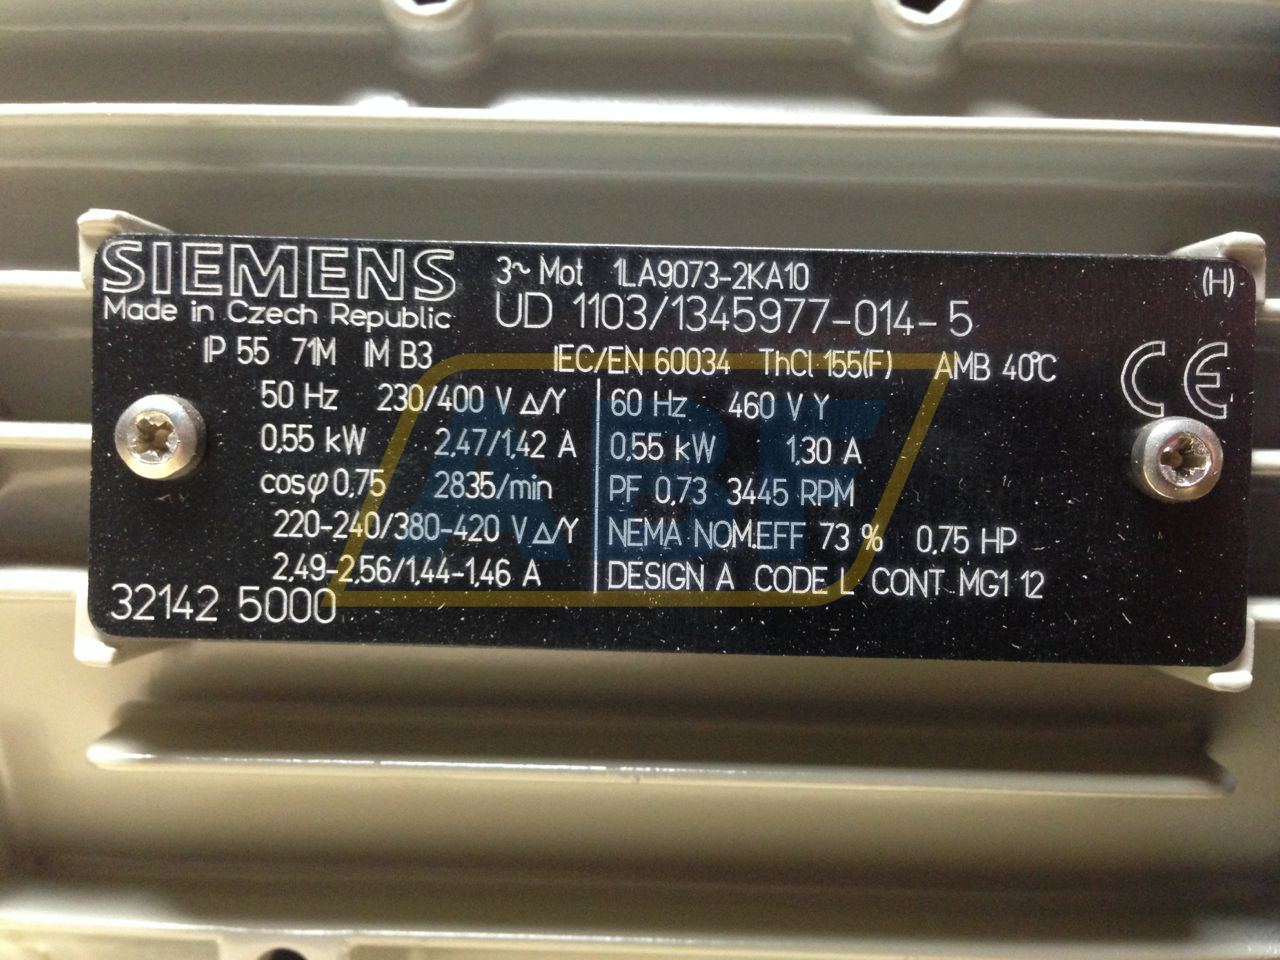 SIEMENS 3~ Mot 1LA9073-2KA10 (H)
Made in Czech Republic UD 1103/1345977-014-5
IP 55 71M IM B3 IEC/EN 60034 ThCl 155(F) AMB 40°C
CE
50 Hz 230/400 V Δ/Y 60 Hz 460 V Y
0,55 kW 2,47/1,42 A 0,55 kW 1,30 A
cosφ 0,75 2835/min PF 0,73 3445 RPM
220-240/380-420 V Δ/Y NEMA NOM.EFF 73 % 0.75 HP
2,49-2,56/1,44-1,46 A DESIGN A CODE L CONT MG1 12
32142 5000
ABF